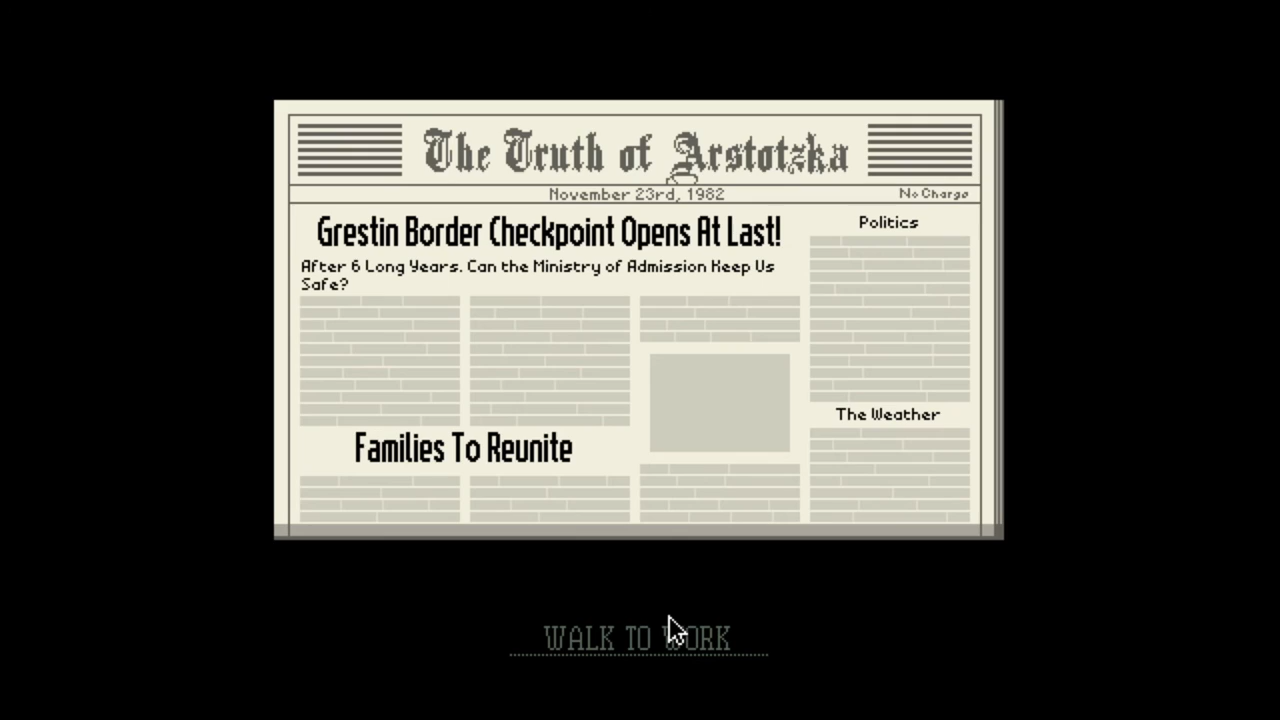 The Truth of Arstotzka
November 23rd, 1982
No Charge
Grestin Border Checkpoint Opens At Last!
After 6 Long Years. Can the Ministry of Admission Keep Us
Safe?
Families To Reunite
Politics
The Weather
WALK TO WORK